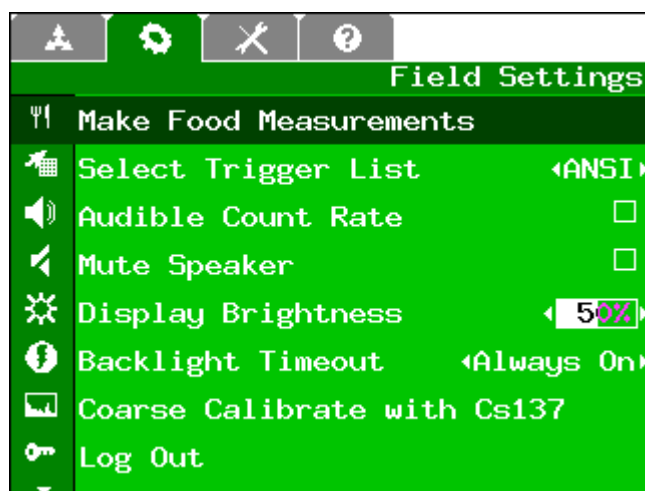 Field Settings
Make Food Measurements
Select Trigger List ANSI
Audible Count Rate
Mute Speaker
Display Brightness 50%
Backlight Timeout Always On
Coarse Calibrate with Cs137
Log Out